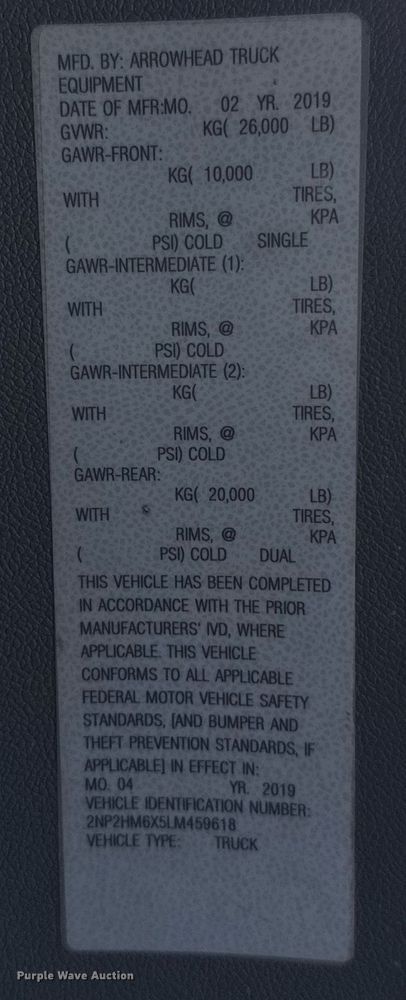 MFD. BY: ARROWHEAD TRUCK
EQUIPMENT
DATE OF MFR:MO. 02 YR. 2019
GVWR: KG( 26,000 LB)
GAWR-FRONT:
KG( 10,000 LB)
WITH TIRES,
RIMS, @ KPA
( PSI) COLD SINGLE
GAWR-INTERMEDIATE (1):
KG( LB)
WITH TIRES,
RIMS, @ KPA
( PSI) COLD
GAWR-INTERMEDIATE (2):
KG( LB)
WITH TIRES,
RIMS, @ KPA
( PSI) COLD
GAWR-REAR:
KG( 20,000 LB)
WITH TIRES,
RIMS, @ KPA
( PSI) COLD DUAL
THIS VEHICLE HAS BEEN COMPLETED
IN ACCORDANCE WITH THE PRIOR
MANUFACTURERS' IVD, WHERE
APPLICABLE. THIS VEHICLE
CONFORMS TO ALL APPLICABLE
FEDERAL MOTOR VEHICLE SAFETY
STANDARDS, [AND BUMPER AND
THEFT PREVENTION STANDARDS, IF
APPLICABLE] IN EFFECT IN:
MO. 04 YR. 2019
VEHICLE IDENTIFICATION NUMBER:
2NP2HM6X5LM459618
VEHICLE TYPE: TRUCK
Purple Wave Auction